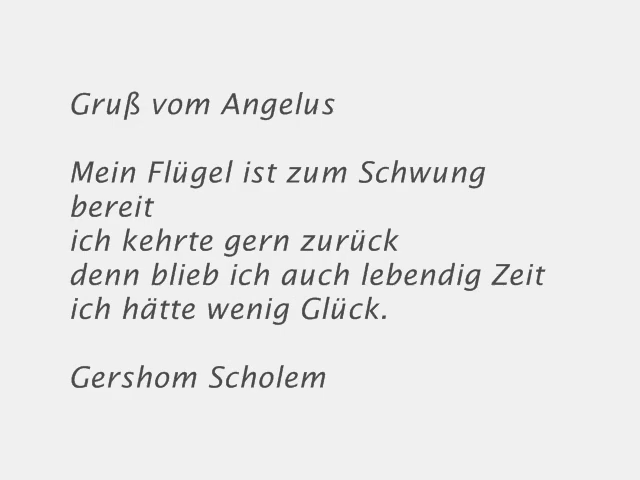 Gruß vom Angelus
Mein Flügel ist zum Schwung
bereit
ich kehrte gern zurück
denn blieb ich auch lebendig Zeit
ich hätte wenig Glück.
Gershom Scholem